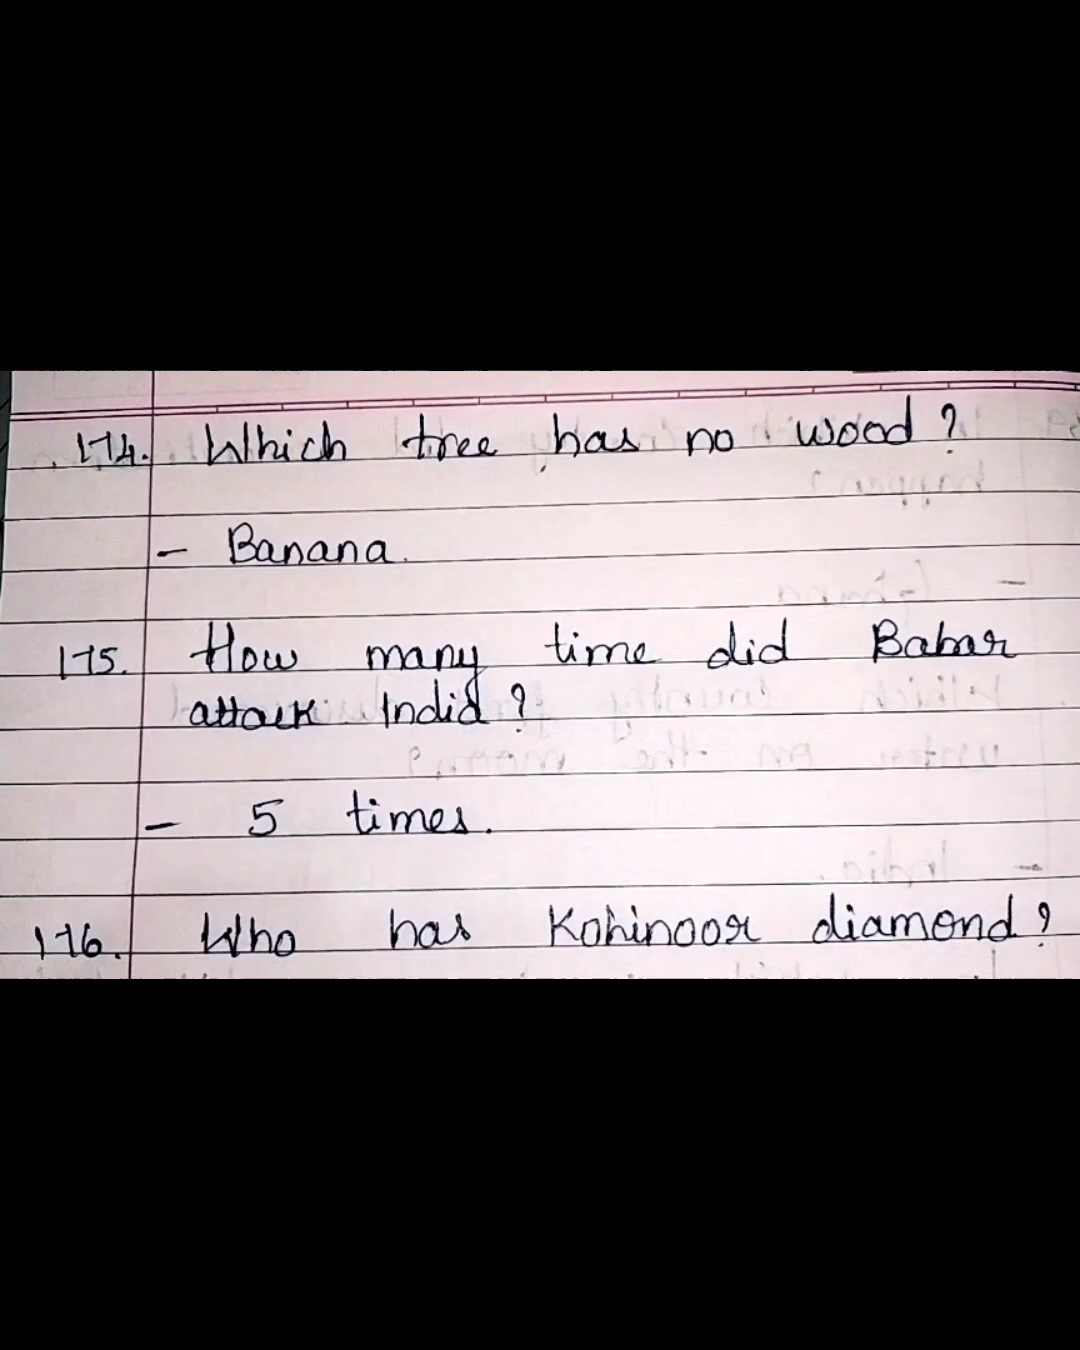 174. Which tree has no wood ?
- Banana.
175. How many time did Babar
attack India ?
- 5 times.
176. Who has Kohinoor diamond ?